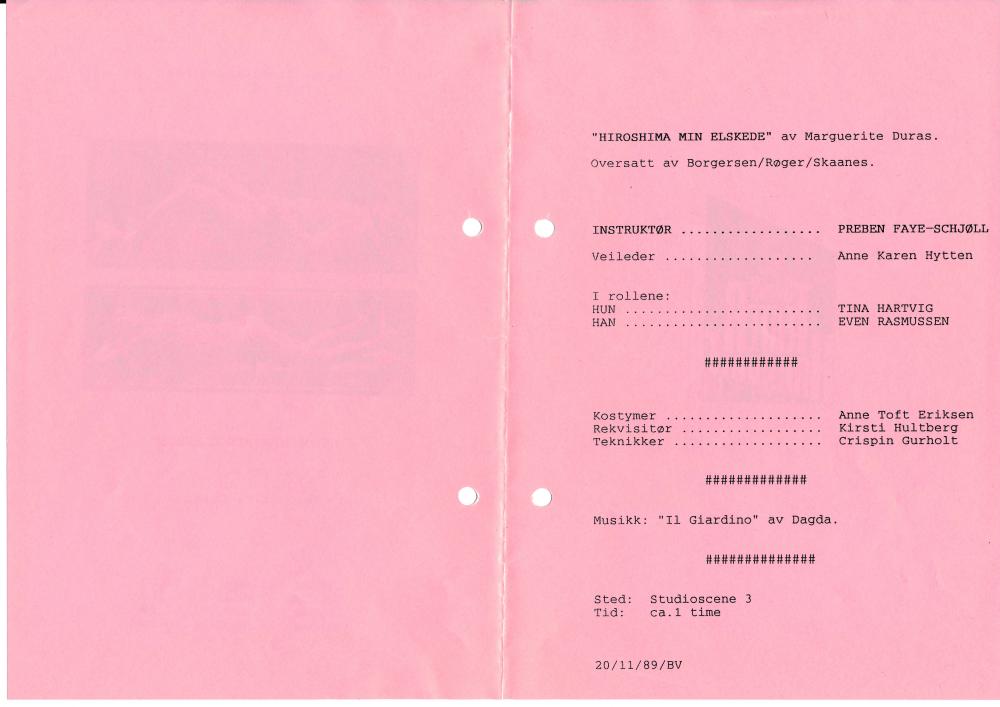 "HIROSHIMA MIN ELSKEDE" av Marguerite Duras.
Oversatt av Borgersen/Røger/Skaanes.
INSTRUKTØR .................. PREBEN FAYE-SCHJØLL
Veileder ................... Anne Karen Hytten
I rollene:
HUN ......................... TINA HARTVIG
HAN ......................... EVEN RASMUSSEN
############
Kostymer .................... Anne Toft Eriksen
Rekvisitør .................. Kirsti Hultberg
Teknikker ................... Crispin Gurholt
#############
Musikk: "Il Giardino" av Dagda.
##############
Sted: Studioscene 3
Tid: ca.1 time
20/11/89/BV